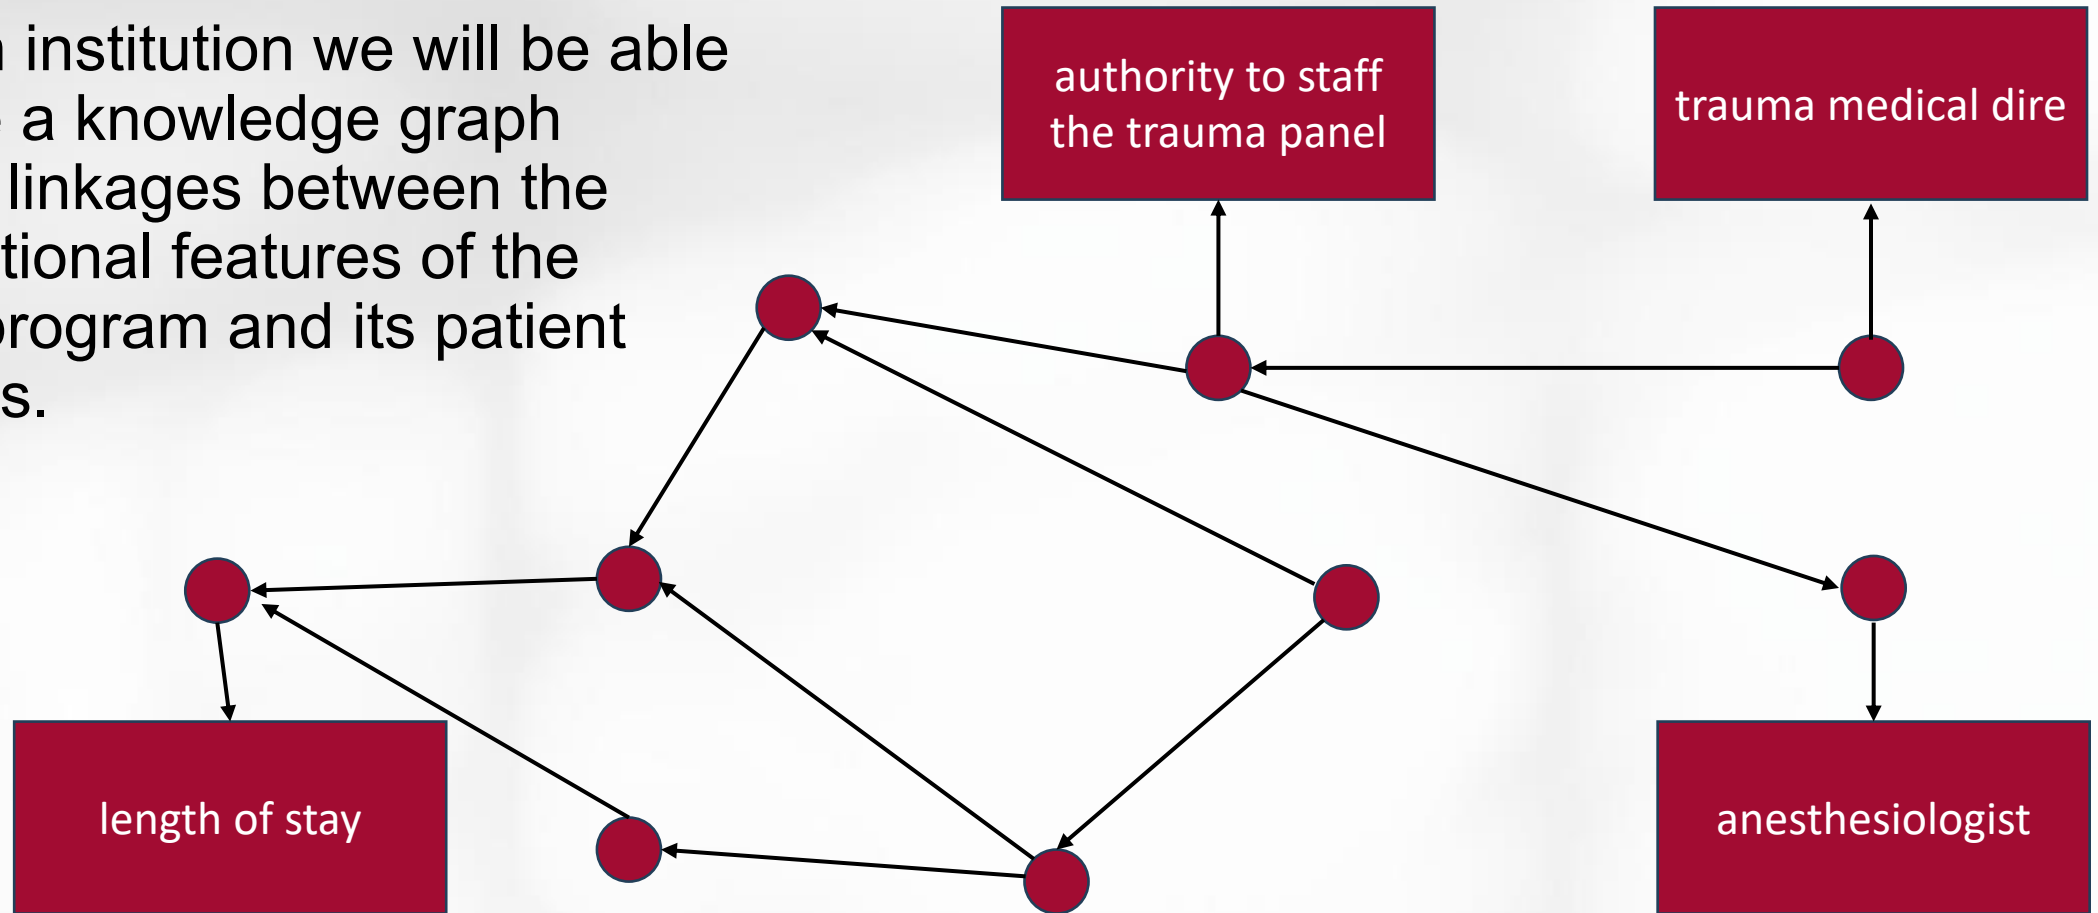 n institution we will be able
e a knowledge graph
linkages between the
tional features of the
program and its patient
s.
authority to staff
the trauma panel
trauma medical dire
length of stay
anesthesiologist